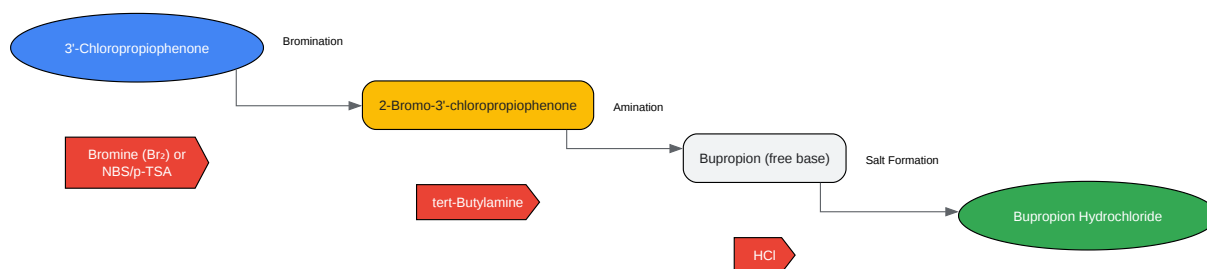 3'-Chloropropiophenone
Bromination
2-Bromo-3'-chloropropiophenone
Amination
Bromine (Br₂) or
NBS/p-TSA
Bupropion (free base)
Salt Formation
tert-Butylamine
Bupropion Hydrochloride
HCl